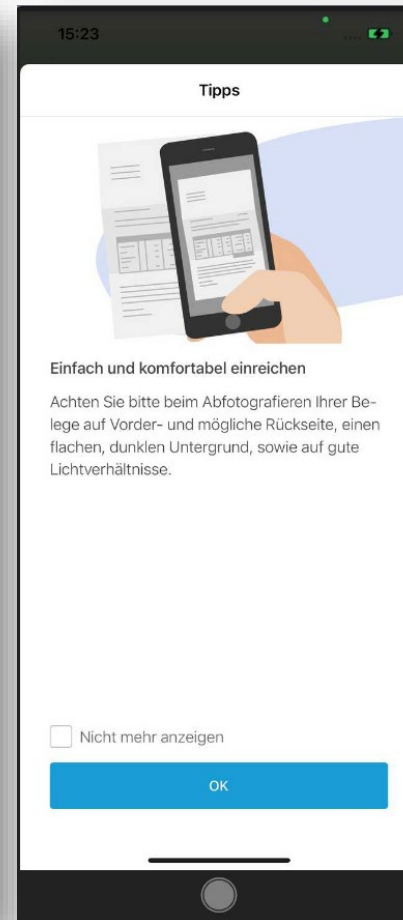 15:23
Tipps
Einfach und komfortabel einreichen
Achten Sie bitte beim Abfotografieren Ihrer Be-
lege auf Vorder- und mögliche Rückseite, einen
flachen, dunklen Untergrund, sowie auf gute
Lichtverhältnisse.
Nicht mehr anzeigen
OK